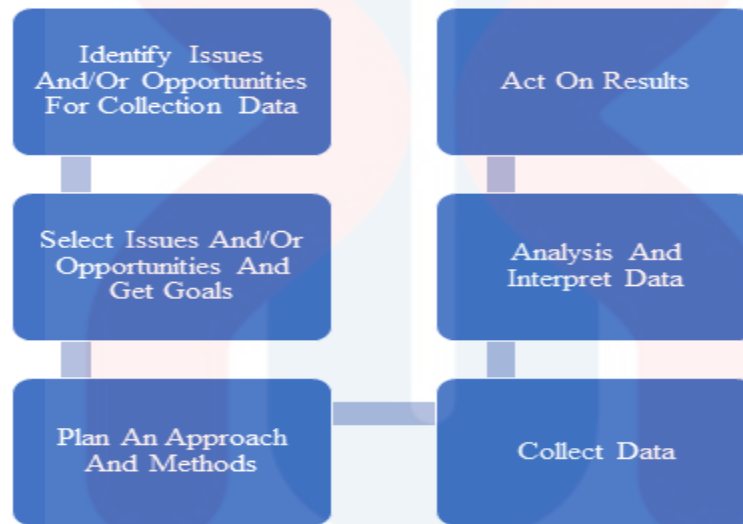 Identify Issues
And/Or Opportunities
For Collection Data
Select Issues And/Or
Opportunities And
Get Goals
Plan An Approach
And Methods
Collect Data
Analysis And
Interpret Data
Act On Results